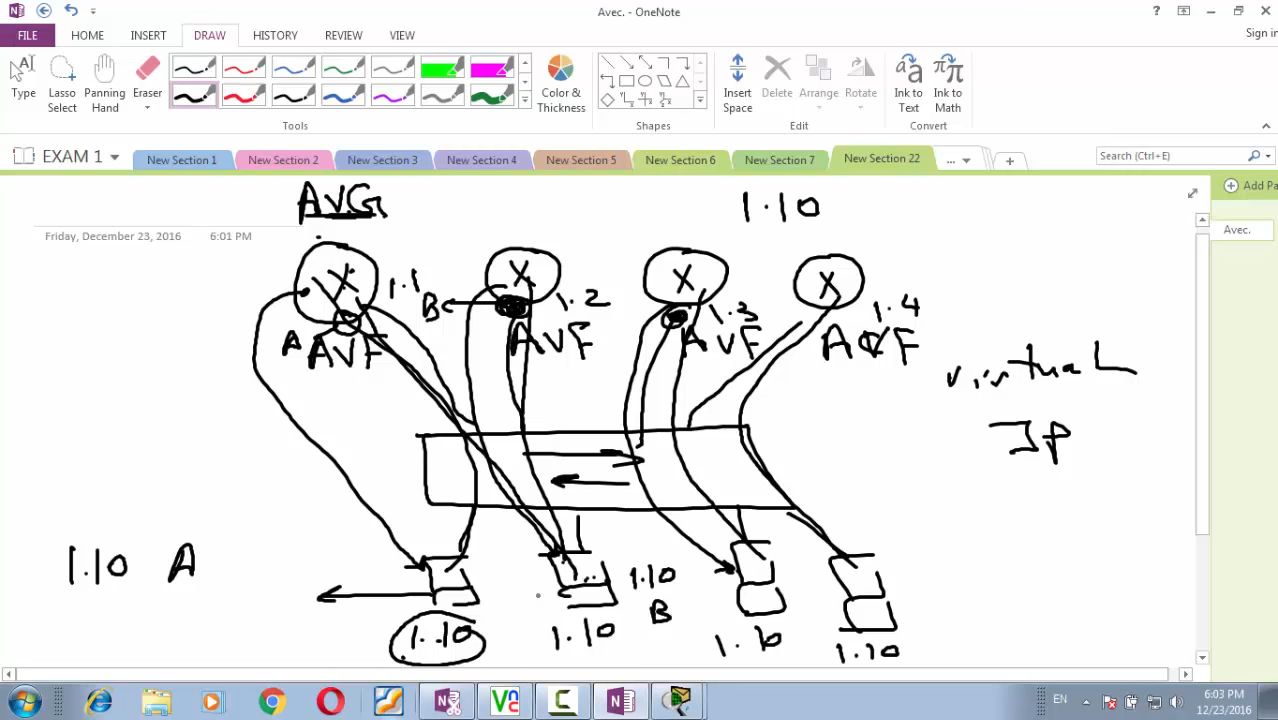 Avec. - OneNote
?
Sign in
FILE
HOME
INSERT
DRAW
HISTORY
REVIEW
VIEW
Type
Lasso Select
Panning Hand
Eraser
Color & Thickness
Insert Space
Delete
Arrange
Rotate
Ink to Text
Ink to Math
Tools
Shapes
Edit
Convert
EXAM 1
New Section 1
New Section 2
New Section 3
New Section 4
New Section 5
New Section 6
New Section 7
New Section 22
...
Search (Ctrl+E)
Add Pa
Avec.
Friday, December 23, 2016 6:01 PM
AVG
1.10
X
X
X
X
1.1
B
1.2
1.3
1.4
A
AVF
AVF
AVF
AVF
virtual
IP
1.10 A
1.10
B
1.10
1.10
1.10
1.10
EN
6:03 PM
12/23/2016